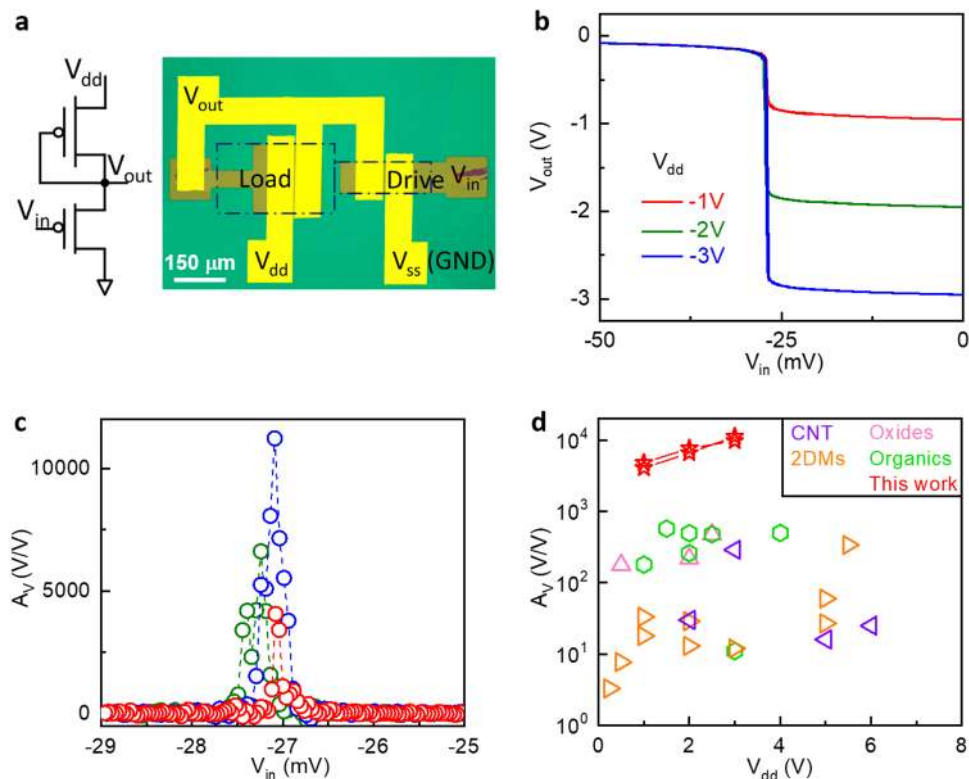 a
V_dd
V_out
V_in
V_out
Load
Drive
V_in
V_dd
V_ss (GND)
150 μm
b
0
-1
-2
-3
V_out (V)
V_dd
-1V
-2V
-3V
-50
-25
0
V_in (mV)
c
10000
5000
0
A_V (V/V)
-29
-28
-27
-26
-25
V_in (mV)
d
10^4
10^3
10^2
10^1
10^0
A_V (V/V)
CNT
Oxides
2DMs
Organics
This work
0
2
4
6
8
V_dd (V)